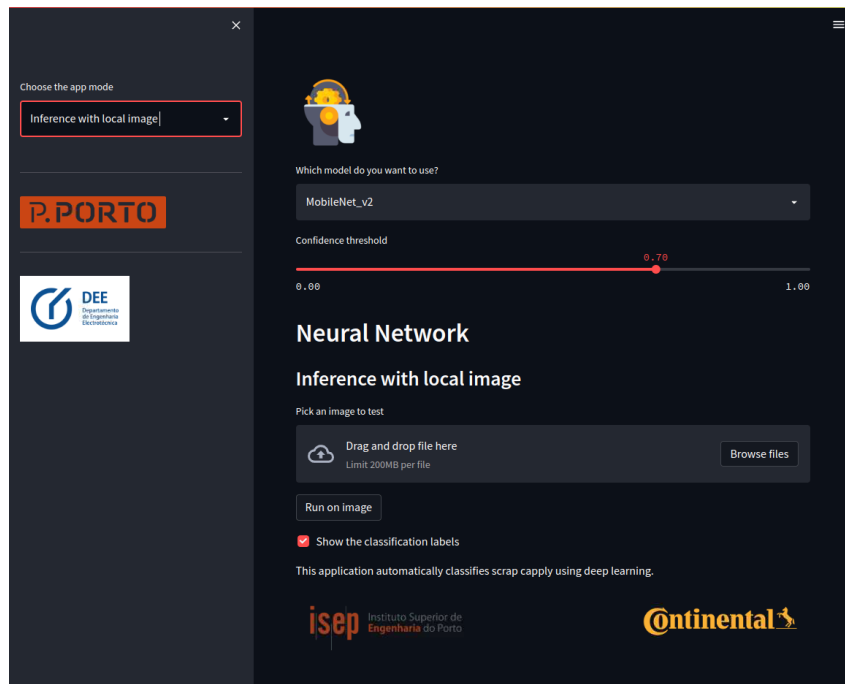 Choose the app mode
Inference with local image
P.PORTO
DEE
Departamento
de Engenharia
Electrotécnica
Which model do you want to use?
MobileNet_v2
Confidence threshold
0.70
0.00
1.00
Neural Network
Inference with local image
Pick an image to test
Drag and drop file here
Limit 200MB per file
Browse files
Run on image
Show the classification labels
This application automatically classifies scrap capply using deep learning.
isep
Instituto Superior de
Engenharia do Porto
Continental